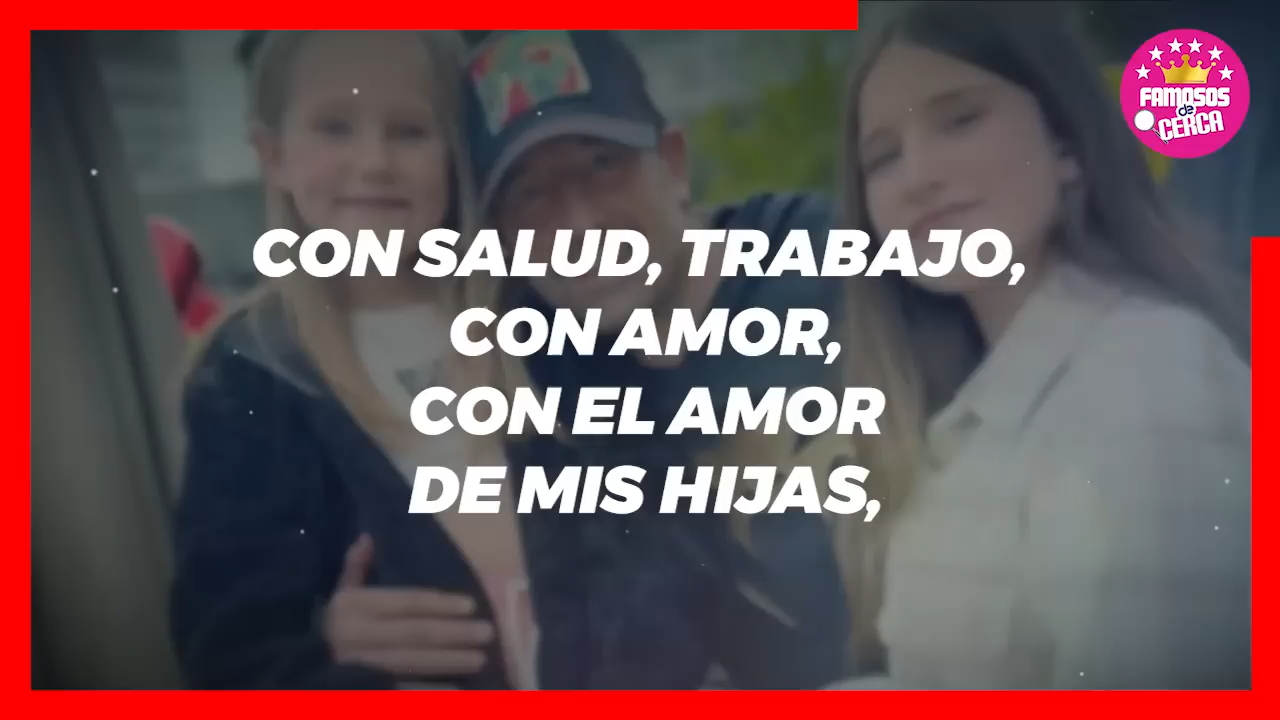 FAMOSOS
de
CERCA
CON SALUD, TRABAJO,
CON AMOR,
CON EL AMOR
DE MIS HIJAS,